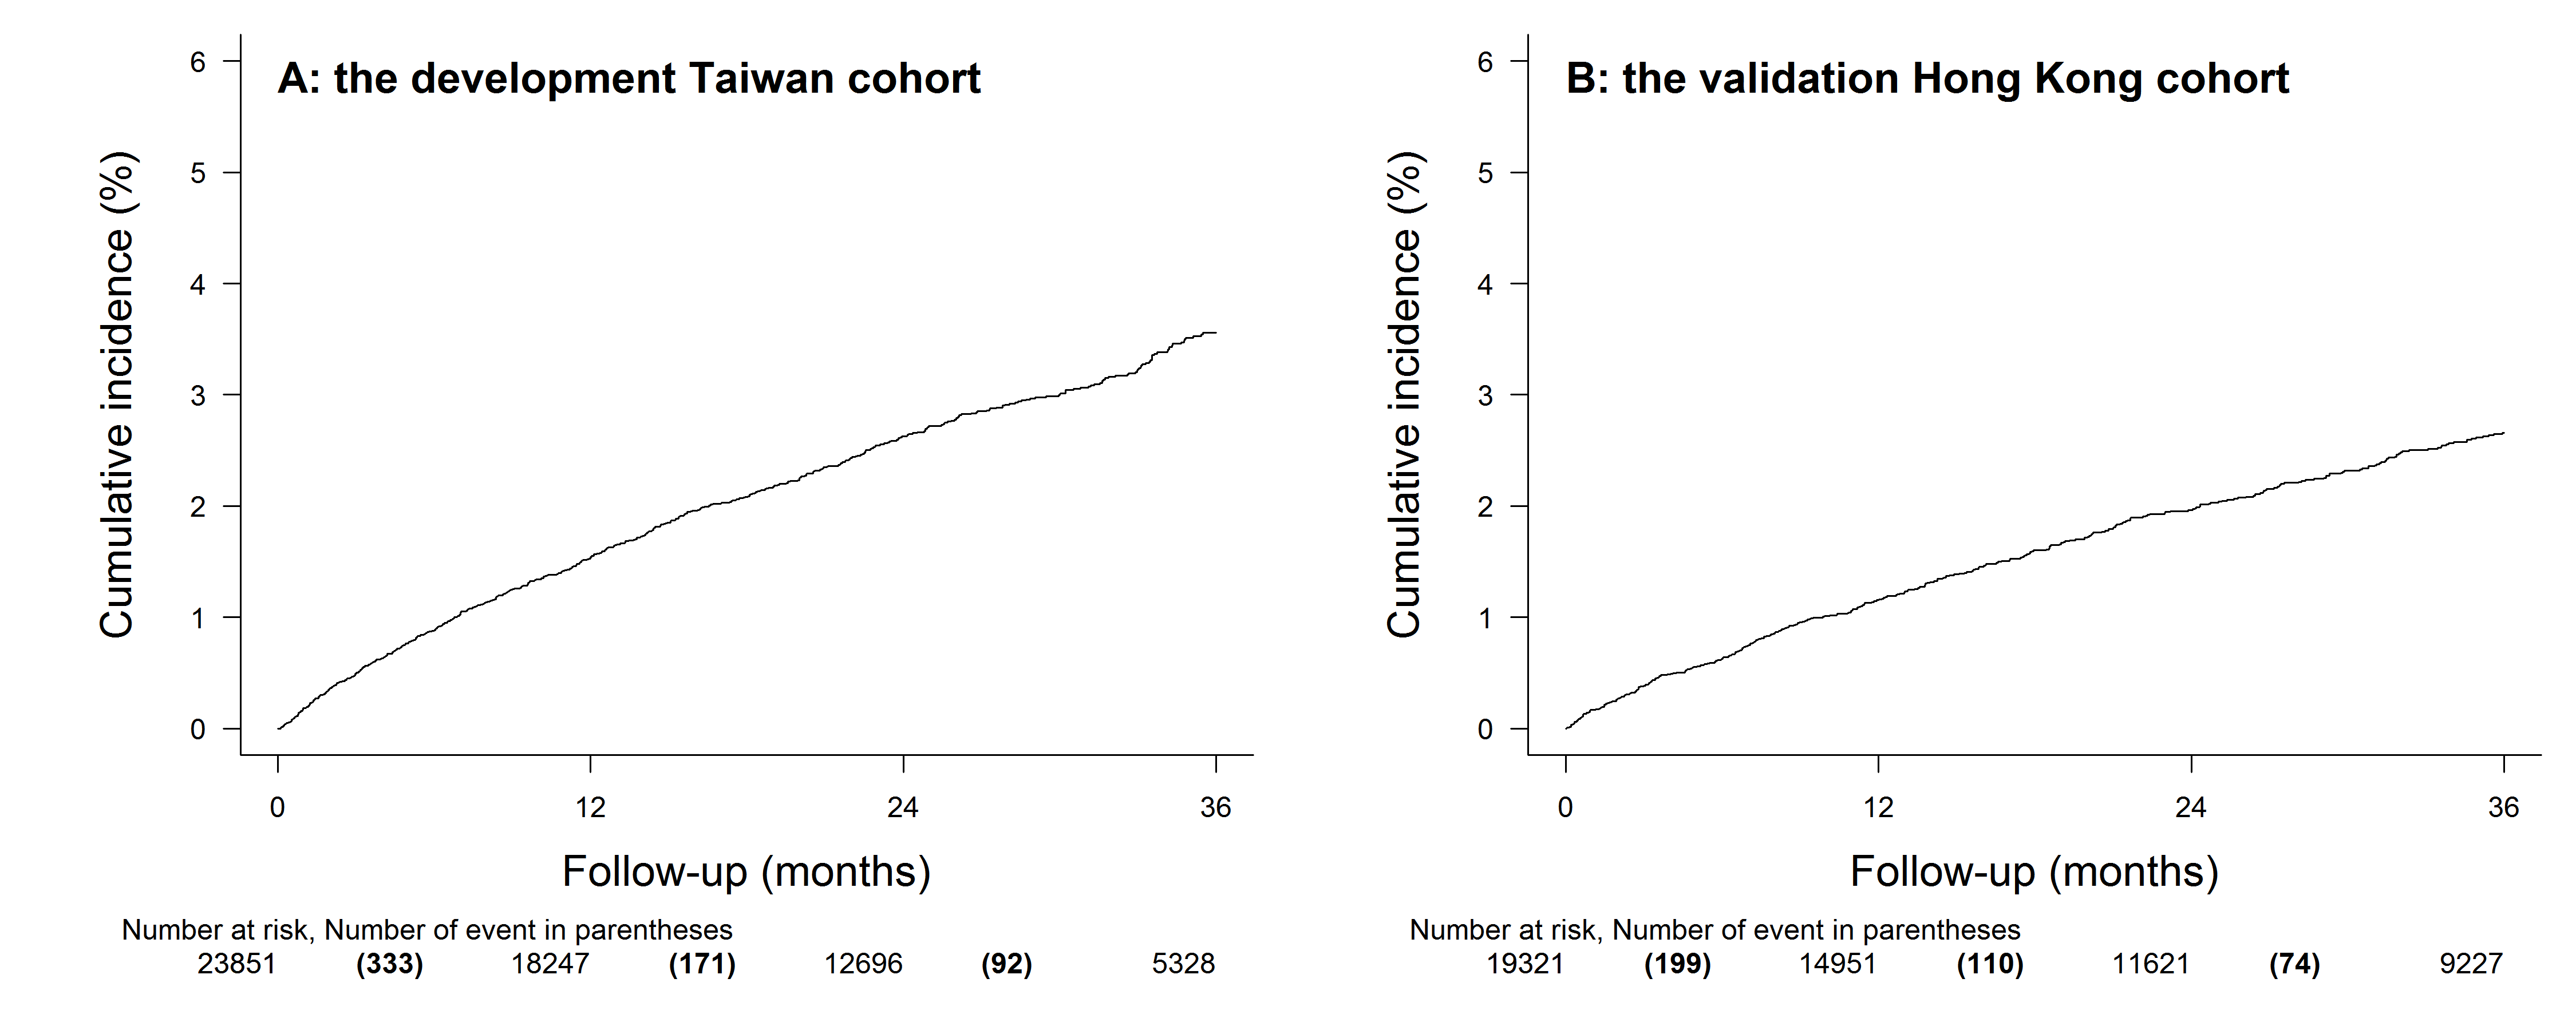 A: the development Taiwan cohort
Cumulative incidence (%)
6
5
4
3
2
1
0
0 12 24 36
Follow-up (months)
Number at risk, Number of event in parentheses
23851 (333) 18247 (171) 12696 (92) 5328
B: the validation Hong Kong cohort
Cumulative incidence (%)
6
5
4
3
2
1
0
0 12 24 36
Follow-up (months)
Number at risk, Number of event in parentheses
19321 (199) 14951 (110) 11621 (74) 9227